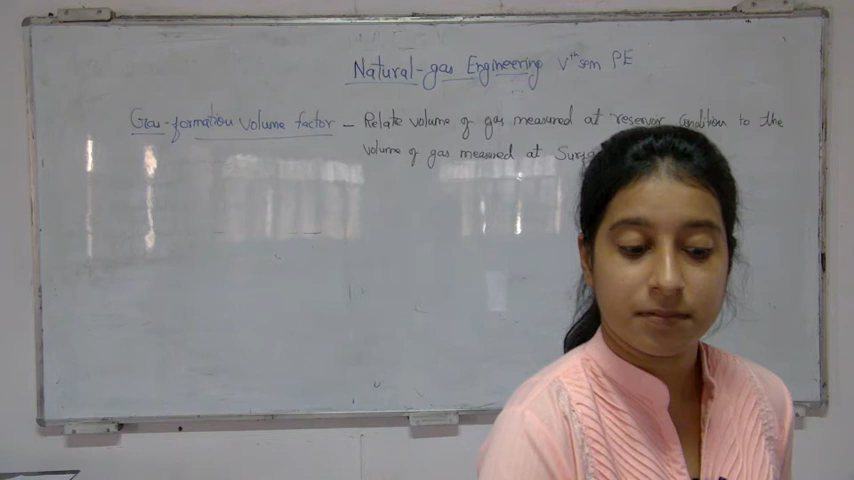 Natural-gas Engineering Vth sem PE
Gas-formation volume factor - Relate volume of gas measured at reservoir condition to the
volume of gas measured at